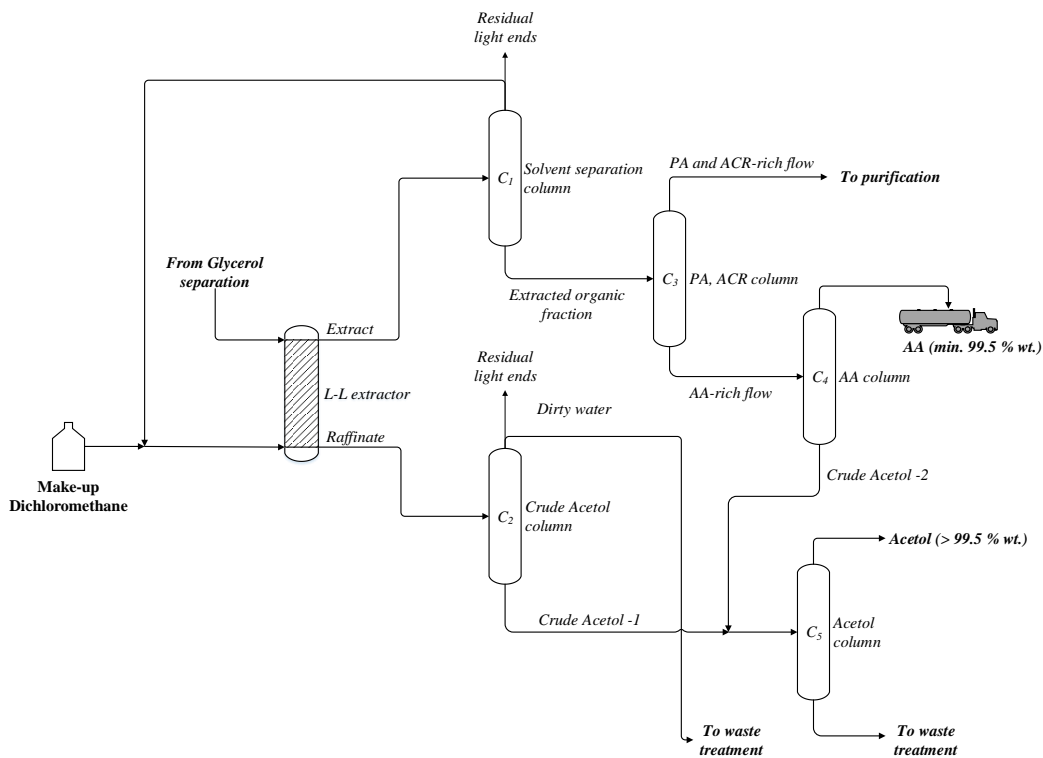 Residual
light ends
C1
Solvent separation
column
PA and ACR-rich flow
To purification
From Glycerol
separation
Extracted organic
fraction
C3
PA, ACR column
Extract
L-L extractor
Raffinate
Residual
light ends
Dirty water
AA-rich flow
C4
AA column
AA (min. 99.5 % wt.)
Make-up
Dichloromethane
C2
Crude Acetol
column
Crude Acetol -2
Acetol (> 99.5 % wt.)
Crude Acetol -1
C5
Acetol
column
To waste
treatment
To waste
treatment